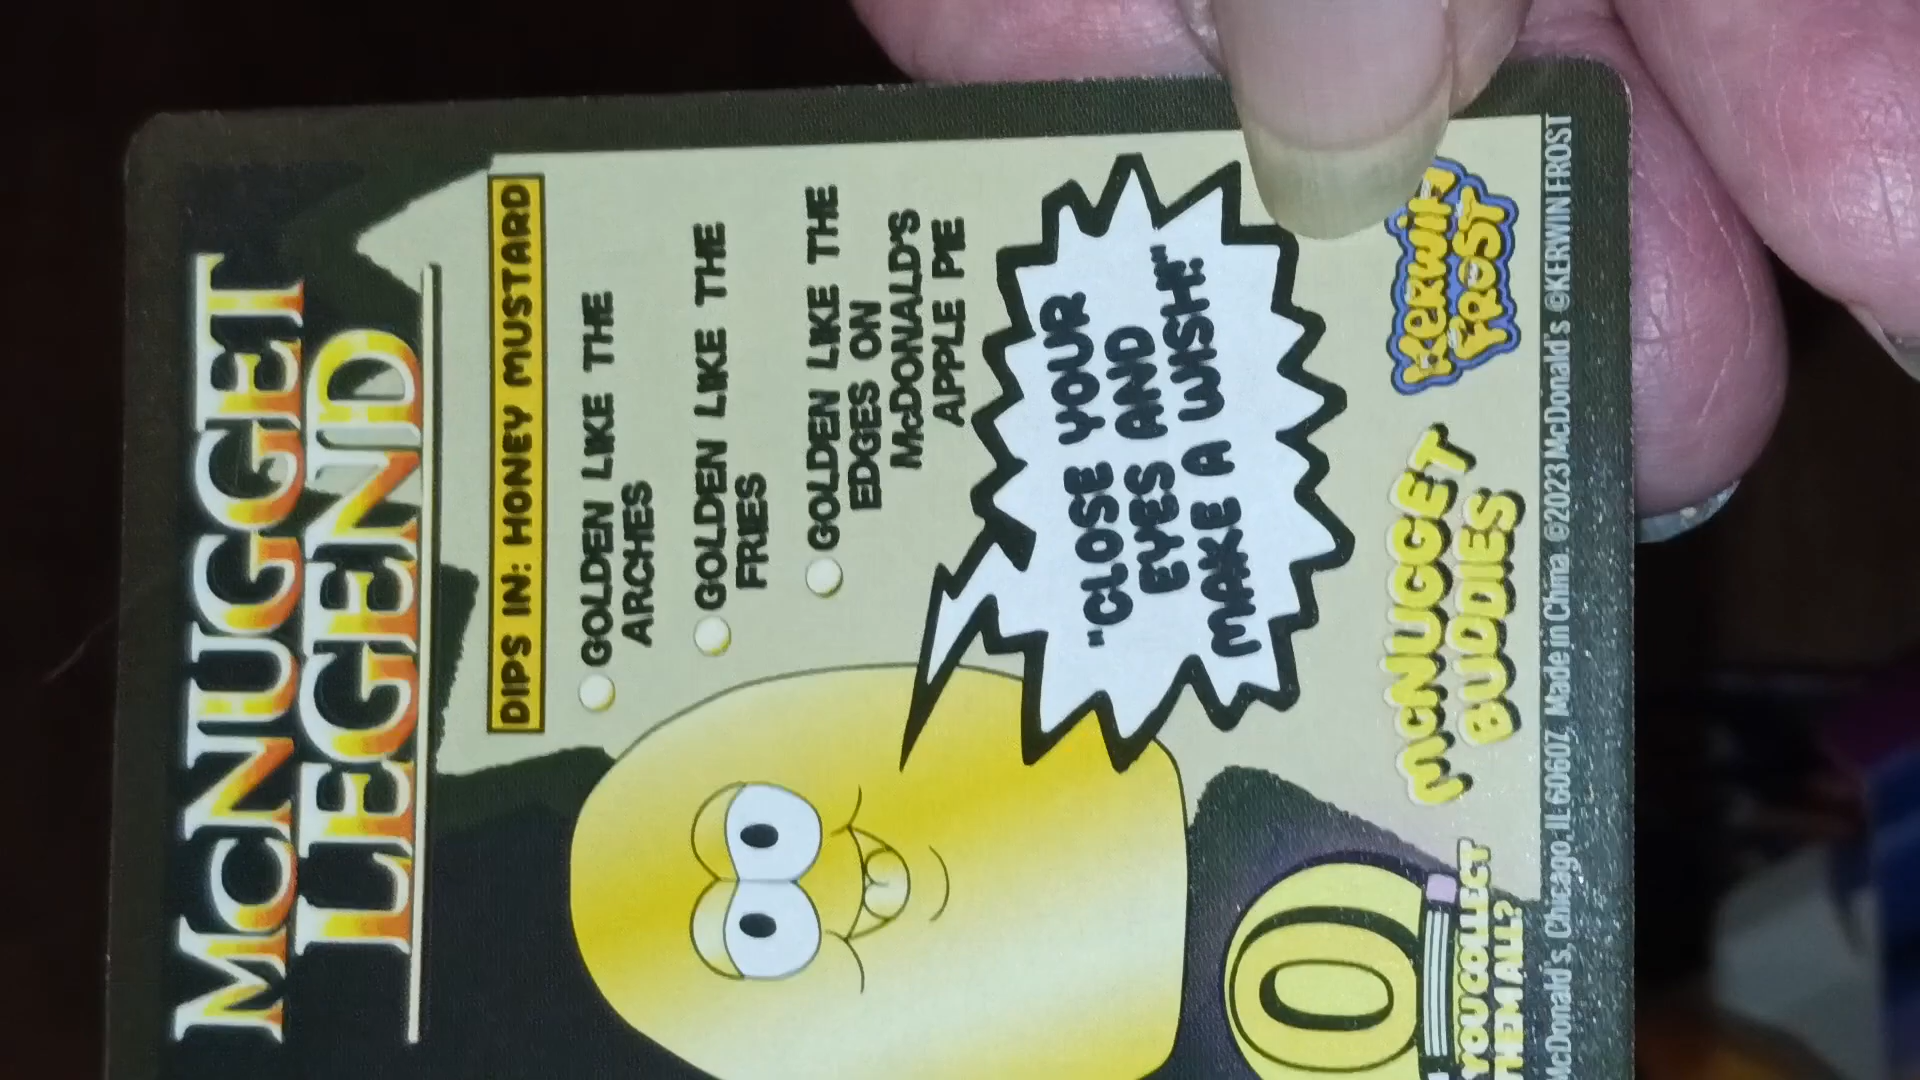 McNUGGET
LEGEND
DIPS IN: HONEY MUSTARD
GOLDEN LIKE THE
ARCHES
GOLDEN LIKE THE
FRIES
GOLDEN LIKE THE
EDGES ON
McDONALD'S
APPLE PIE
"CLOSE YOUR
EYES AND
MAKE A WISH!"
0
YOU COLLECT
THEM ALL?
McNUGGET
BUDDIES
KERWIN
FROST
McDonald's, Chicago, IL 60607. Made in China. ©2023 McDonald's ©KERWIN FROST